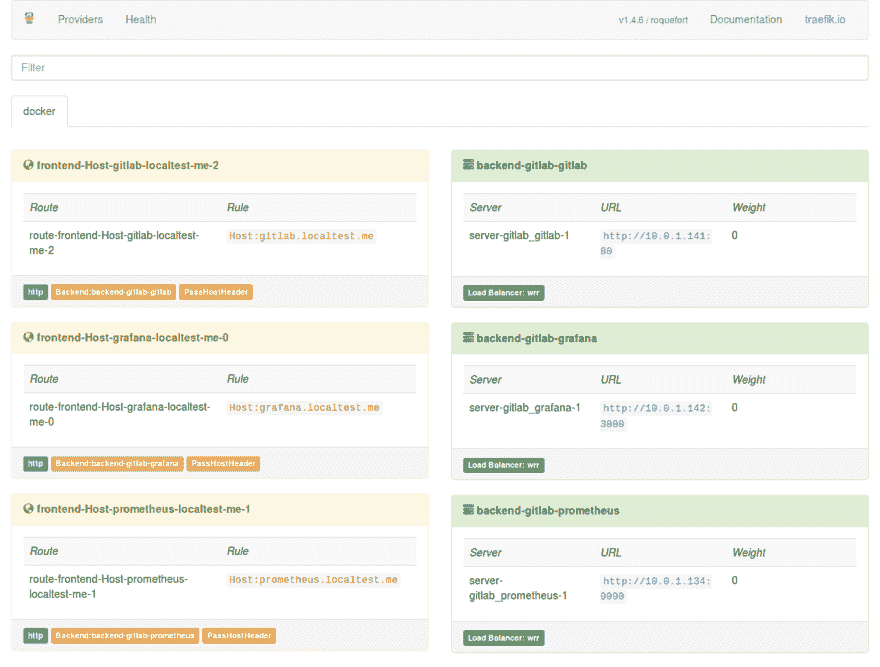 Providers Health v1.4.6 / roquefort Documentation traefik.io
Filter
docker
frontend-Host-gitlab-localtest-me-2
Route Rule
route-frontend-Host-gitlab-localtest-
me-2
Host:gitlab.localtest.me
http Backend:backend-gitlab-gitlab PassHostHeader
backend-gitlab-gitlab
Server URL Weight
server-gitlab_gitlab-1 http://10.0.1.141: 0
80
Load Balancer: wrr
frontend-Host-grafana-localtest-me-0
Route Rule
route-frontend-Host-grafana-localtest-
me-0
Host:grafana.localtest.me
http Backend:backend-gitlab-grafana PassHostHeader
backend-gitlab-grafana
Server URL Weight
server-gitlab_grafana-1 http://10.0.1.142: 0
3000
Load Balancer: wrr
frontend-Host-prometheus-localtest-me-1
Route Rule
route-frontend-Host-prometheus-
localtest-me-1
Host:prometheus.localtest.me
http Backend:backend-gitlab-prometheus PassHostHeader
backend-gitlab-prometheus
Server URL Weight
server-
gitlab_prometheus-1
http://10.0.1.134: 0
9090
Load Balancer: wrr